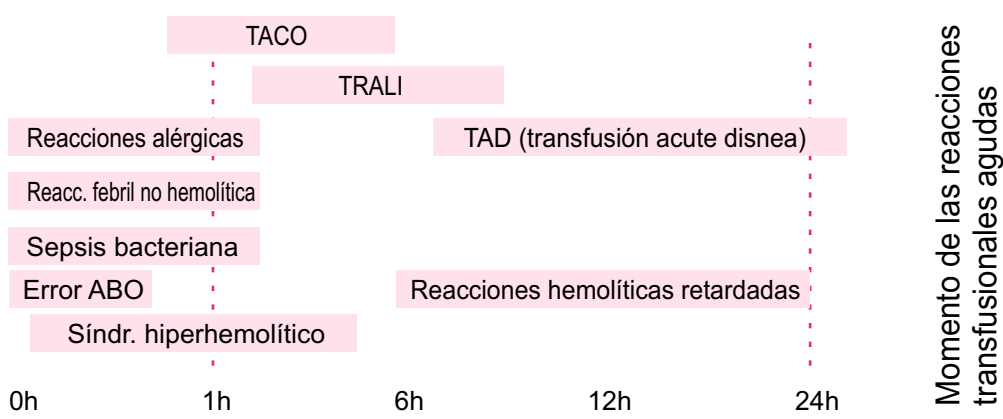 TACO
TRALI
Reacciones alérgicas
TAD (transfusión acute disnea)
Reacc. febril no hemolítica
Sepsis bacteriana
Error ABO
Reacciones hemolíticas retardadas
Síndr. hiperhemolítico
0h
1h
6h
12h
24h
Momento de las reacciones
transfusionales agudas